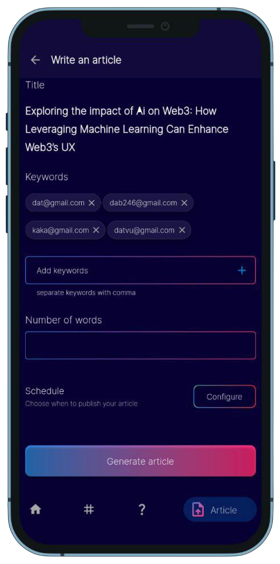 Write an article
Title
Exploring the impact of Ai on Web3: How
Leveraging Machine Learning Can Enhance
Web3's UX
Keywords
dat@gmail.com ✕ dab246@gmail.com ✕
kaka@gmail.com ✕ datvu@gmail.com ✕
Add keywords +
separate keywords with comma
Number of words
Schedule
Choose when to publish your article
Configure
Generate article
# ? Article